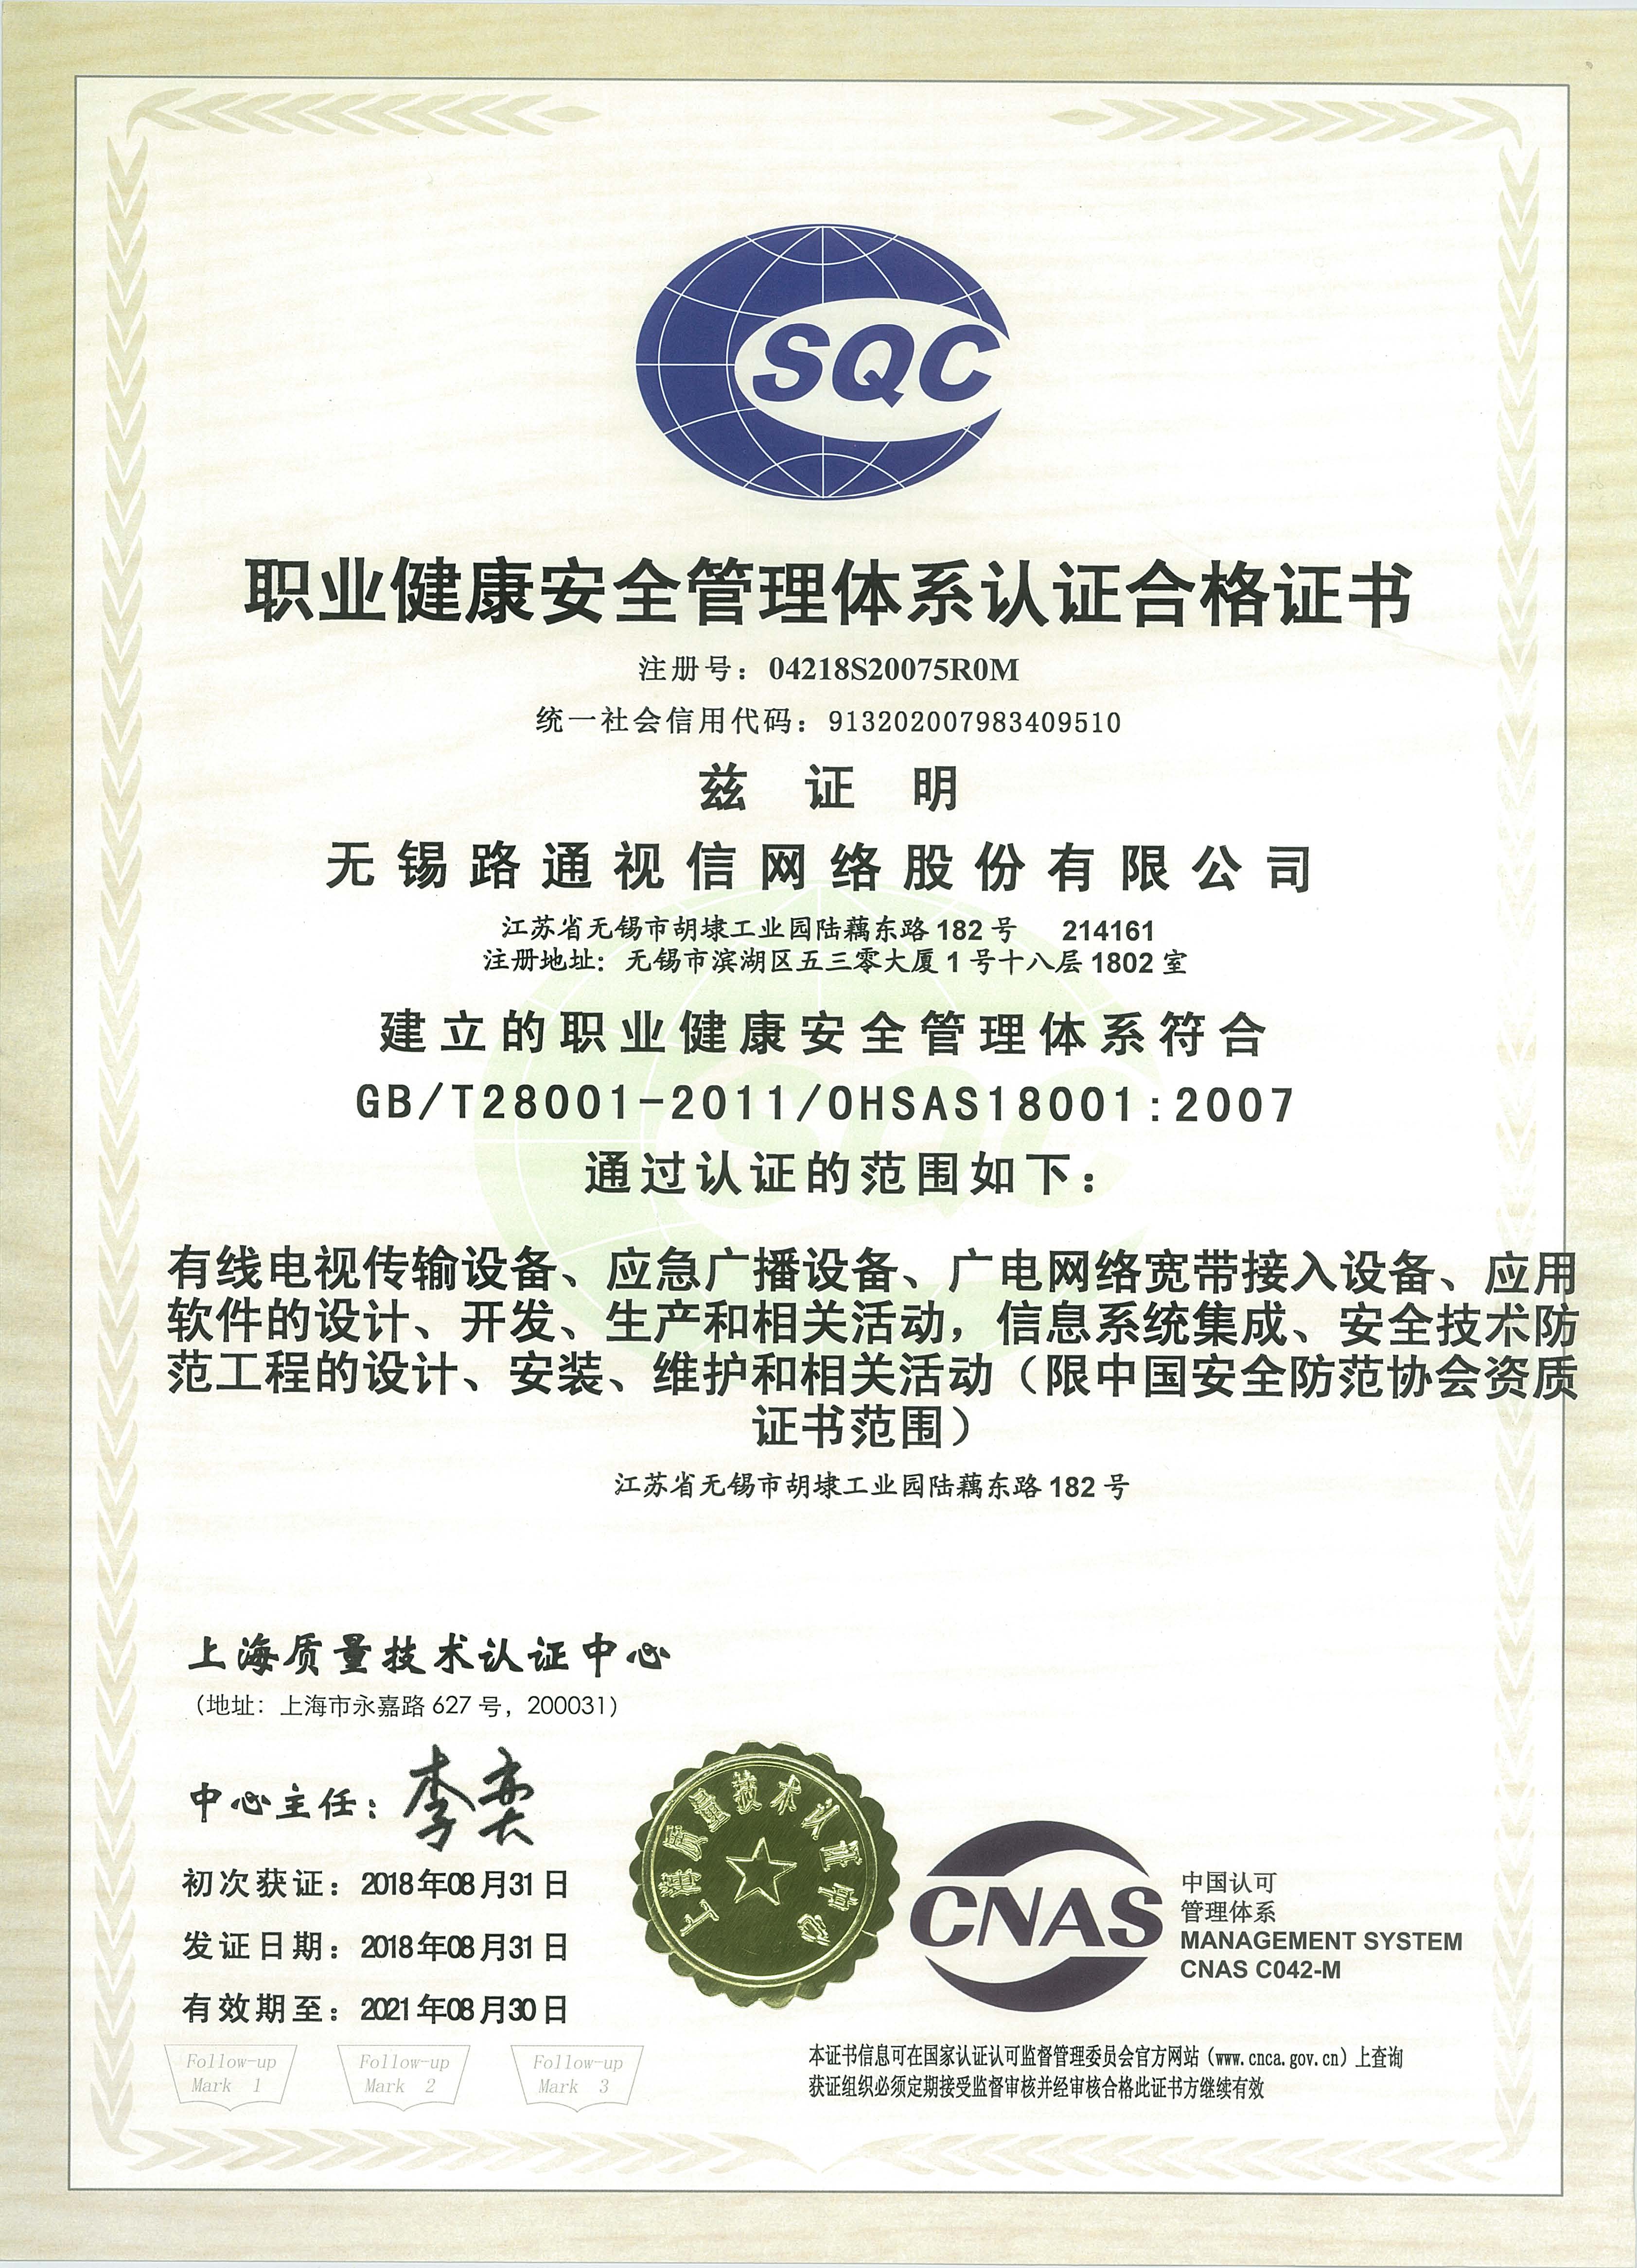 SQC
职业健康安全管理体系认证合格证书
注册号：04218S20075R0M
统一社会信用代码：913202007983409510
兹证明
无锡路通视信网络股份有限公司
江苏省无锡市胡埭工业园陆藕东路 182 号 214161
注册地址：无锡市滨湖区五三零大厦 1 号十八层 1802 室
建立的职业健康安全管理体系符合
GB/T28001-2011/OHSAS18001:2007
通过认证的范围如下：
有线电视传输设备、应急广播设备、广电网络宽带接入设备、应用
软件的设计、开发、生产和相关活动，信息系统集成、安全技术防
范工程的设计、安装、维护和相关活动（限中国安全防范协会资质
证书范围）
江苏省无锡市胡埭工业园陆藕东路 182 号
上海质量技术认证中心
（地址：上海市永嘉路 627 号，200031）
中心主任：李奕
初次获证：2018年08月31日
发证日期：2018年08月31日
有效期至：2021年08月30日
上海质量技术认证中心
CNAS
中国认可
管理体系
MANAGEMENT SYSTEM
CNAS C042-M
Follow-up
Mark 1
Follow-up
Mark 2
Follow-up
Mark 3
本证书信息可在国家认证认可监督管理委员会官方网站（www.cnca.gov.cn）上查询
获证组织必须定期接受监督审核并经审核合格此证书方继续有效